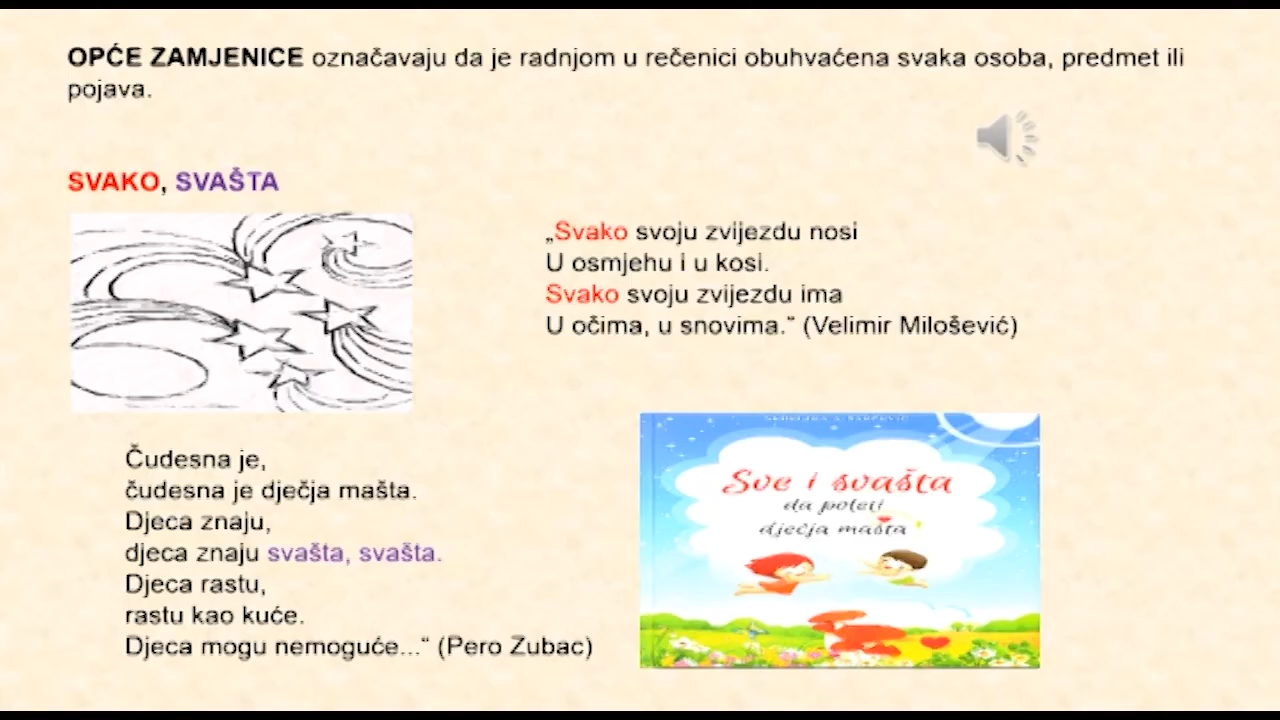 OPĆE ZAMJENICE označavaju da je radnjom u rečenici obuhvaćena svaka osoba, predmet ili
pojava.
SVAKO, SVAŠTA
„Svako svoju zvijezdu nosi
U osmjehu i u kosi.
Svako svoju zvijezdu ima
U očima, u snovima.“ (Velimir Milošević)
Čudesna je,
čudesna je dječja mašta.
Djeca znaju,
djeca znaju svašta, svašta.
Djeca rastu,
rastu kao kuće.
Djeca mogu nemoguće...“ (Pero Zubac)
Sve i svašta
da poleti
dječja mašta